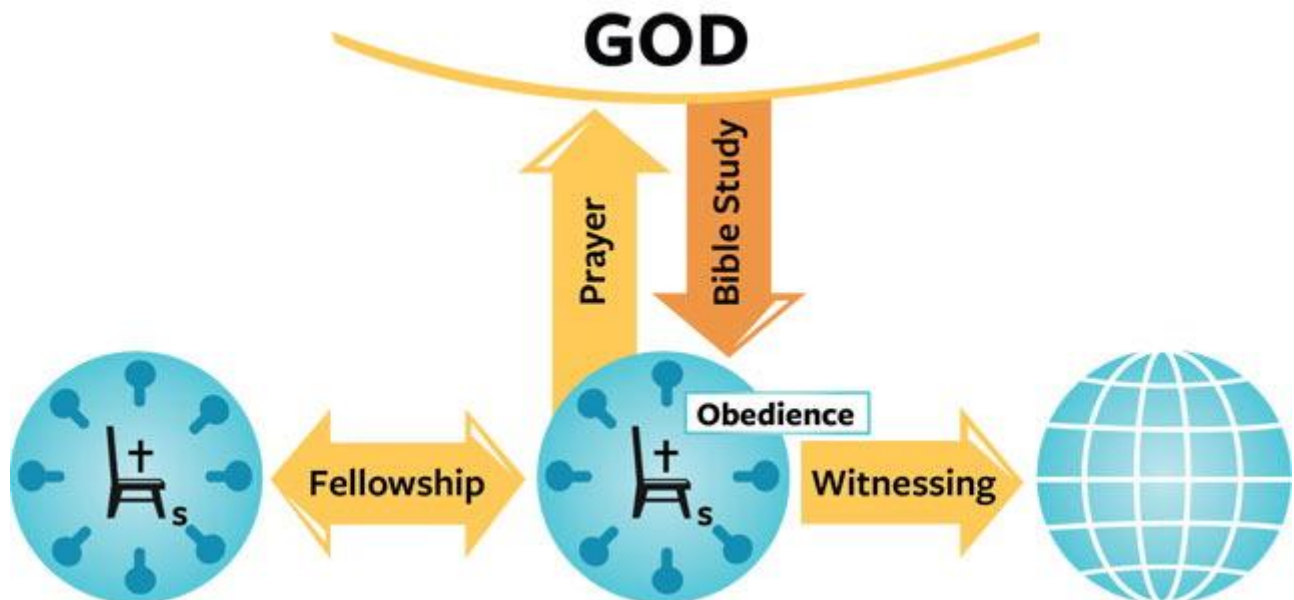 GOD
Prayer
Bible Study
Obedience
Fellowship
Witnessing
s
s